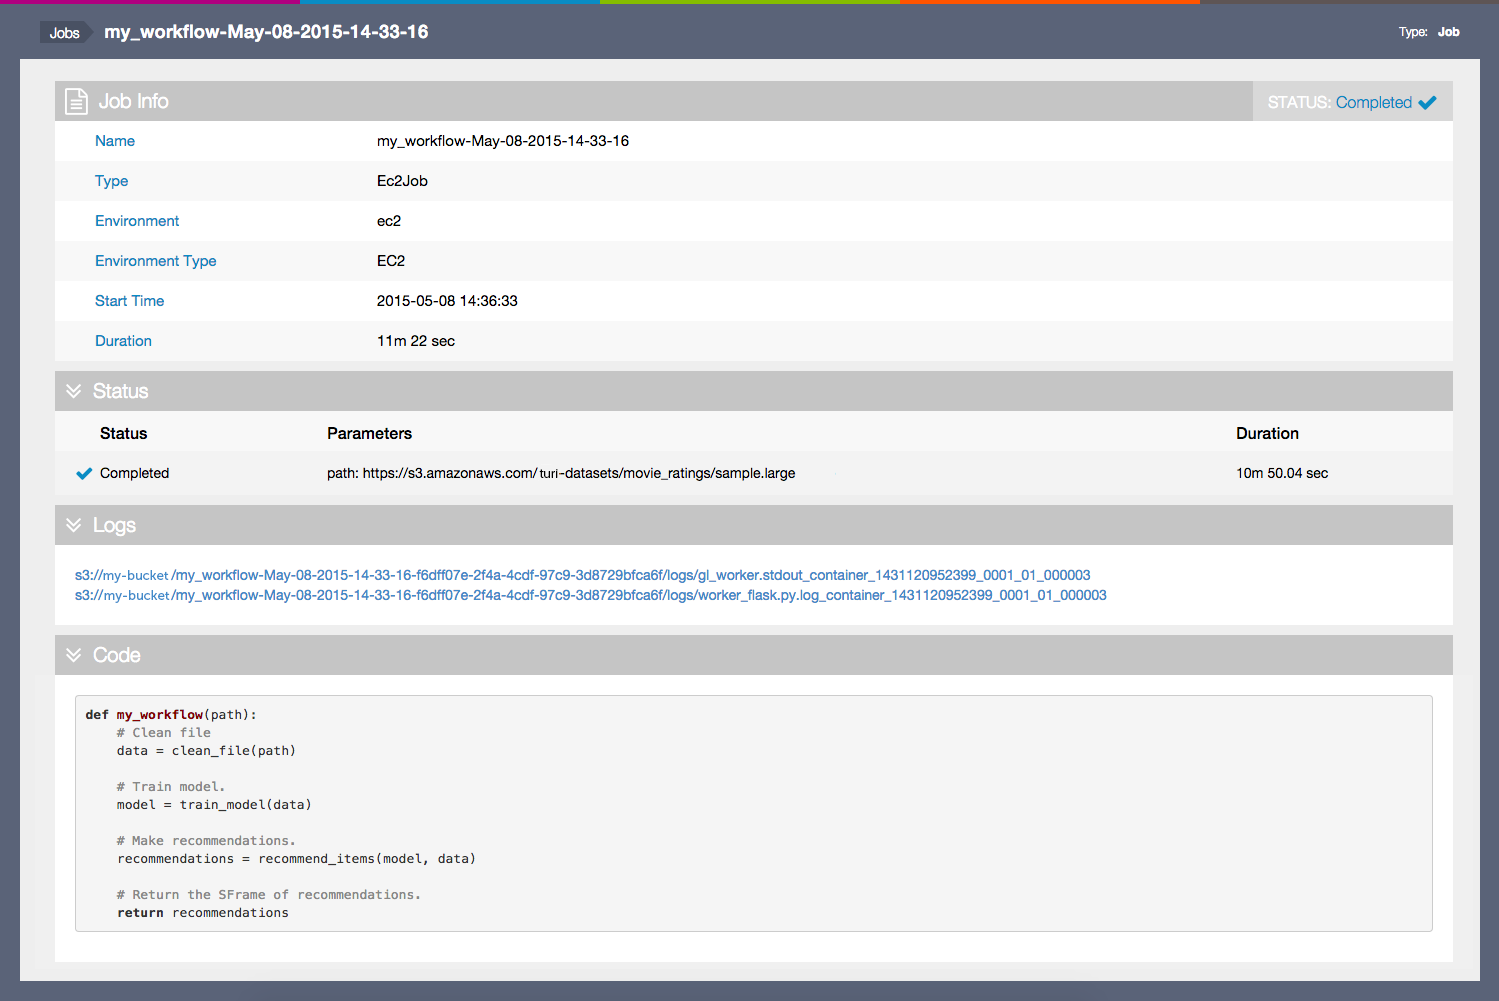 Jobs my_workflow-May-08-2015-14-33-16 Type: Job
Job Info STATUS: Completed
Name my_workflow-May-08-2015-14-33-16
Type Ec2Job
Environment ec2
Environment Type EC2
Start Time 2015-05-08 14:36:33
Duration 11m 22 sec
Status
Status Parameters Duration
Completed path: https://s3.amazonaws.com/turi-datasets/movie_ratings/sample.large 10m 50.04 sec
Logs
s3://my-bucket/my_workflow-May-08-2015-14-33-16-f6dff07e-2f4a-4cdf-97c9-3d8729bfca6f/logs/gl_worker.stdout_container_1431120952399_0001_01_000003
s3://my-bucket/my_workflow-May-08-2015-14-33-16-f6dff07e-2f4a-4cdf-97c9-3d8729bfca6f/logs/worker_flask.py.log_container_1431120952399_0001_01_000003
Code
def my_workflow(path):
# Clean file
data = clean_file(path)
# Train model.
model = train_model(data)
# Make recommendations.
recommendations = recommend_items(model, data)
# Return the SFrame of recommendations.
return recommendations